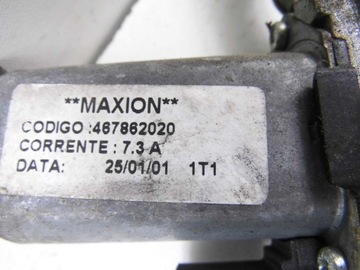 **MAXION**
CODIGO :467862020
CORRENTE : 7.3 A
DATA: 25/01/01 1T1